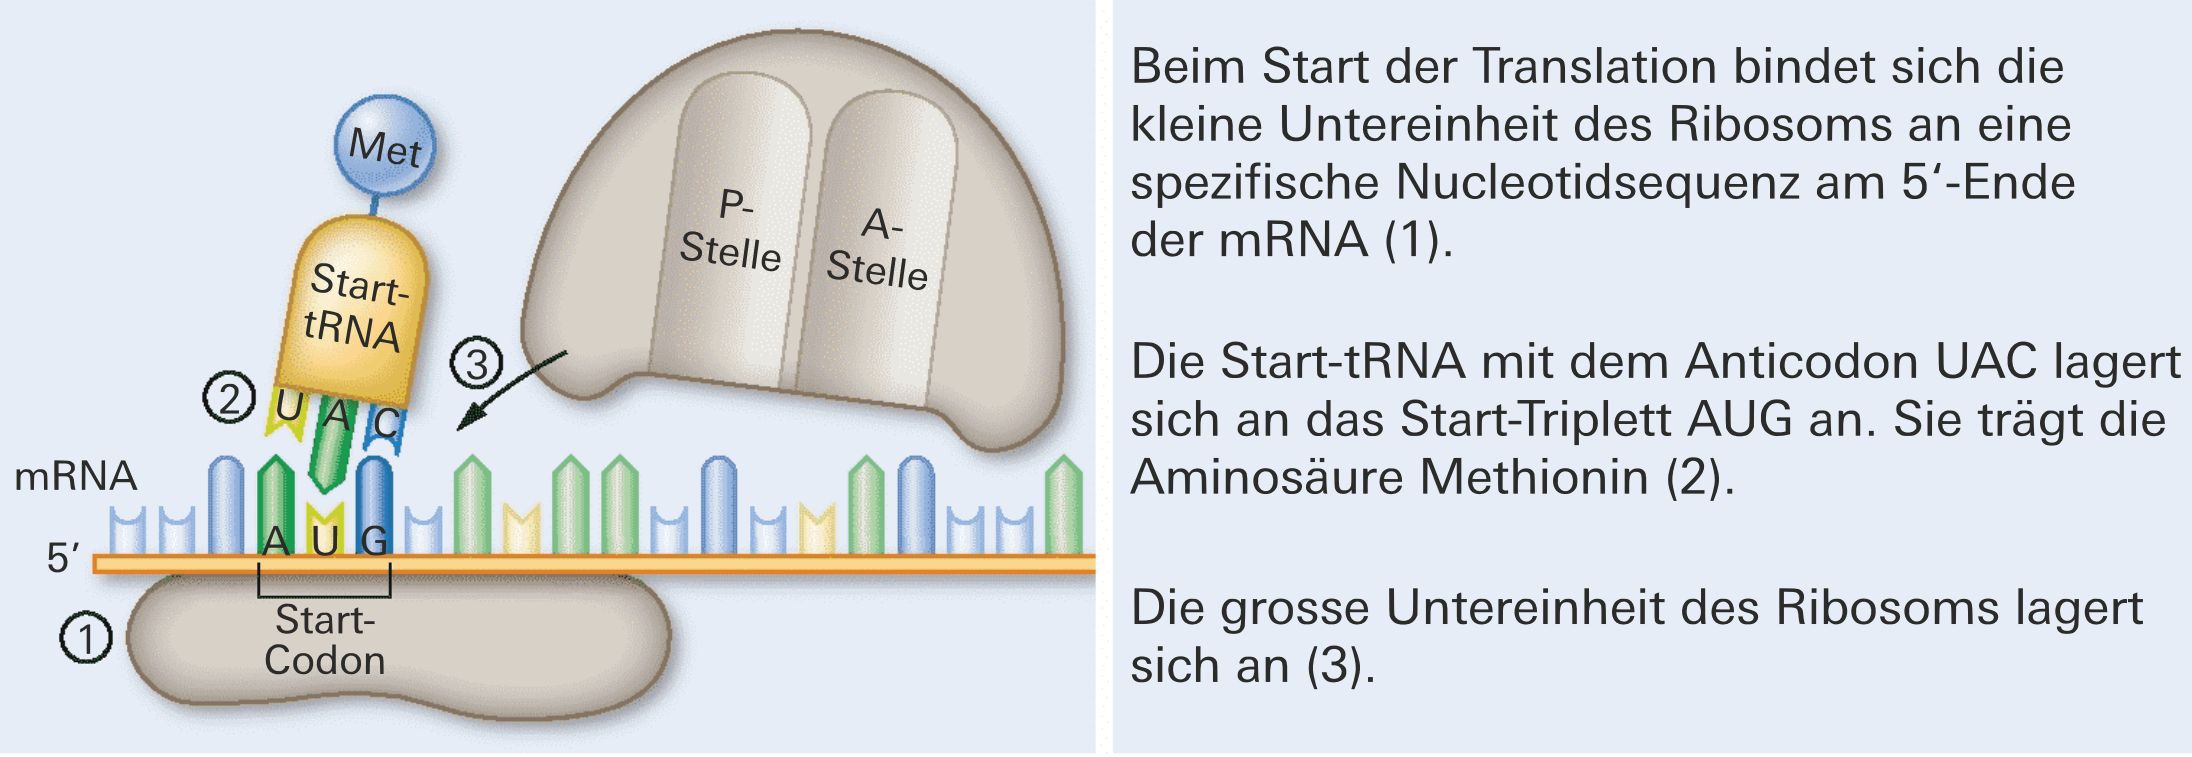 Met
Start-
tRNA
P-
Stelle
A-
Stelle
3
2
U A C
mRNA
5′
A U G
1
Start-
Codon
Beim Start der Translation bindet sich die
kleine Untereinheit des Ribosoms an eine
spezifische Nucleotidsequenz am 5‘-Ende
der mRNA (1).
Die Start-tRNA mit dem Anticodon UAC lagert
sich an das Start-Triplett AUG an. Sie trägt die
Aminosäure Methionin (2).
Die grosse Untereinheit des Ribosoms lagert
sich an (3).